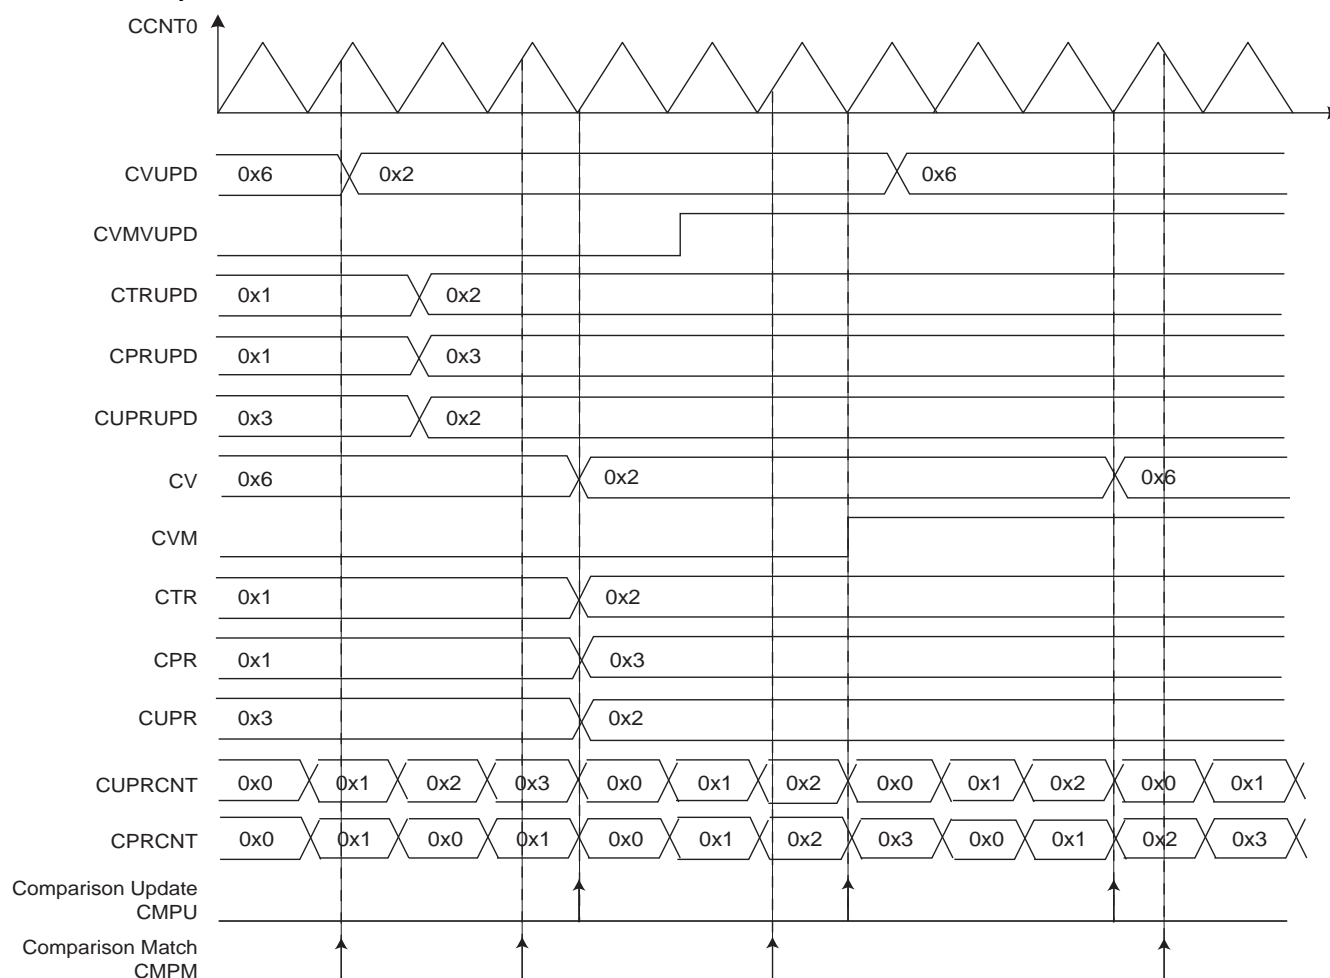 CCNT0
CVUPD 0x6 0x2 0x6
CVMVUPD
CTRUPD 0x1 0x2
CPRUPD 0x1 0x3
CUPRUPD 0x3 0x2
CV 0x6 0x2 0x6
CVM
CTR 0x1 0x2
CPR 0x1 0x3
CUPR 0x3 0x2
CUPRCNT 0x0 0x1 0x2 0x3 0x0 0x1 0x2 0x0 0x1 0x2 0x0 0x1
CPRCNT 0x0 0x1 0x0 0x1 0x0 0x1 0x2 0x3 0x0 0x1 0x2 0x3
Comparison Update
CMPU
Comparison Match
CMPM